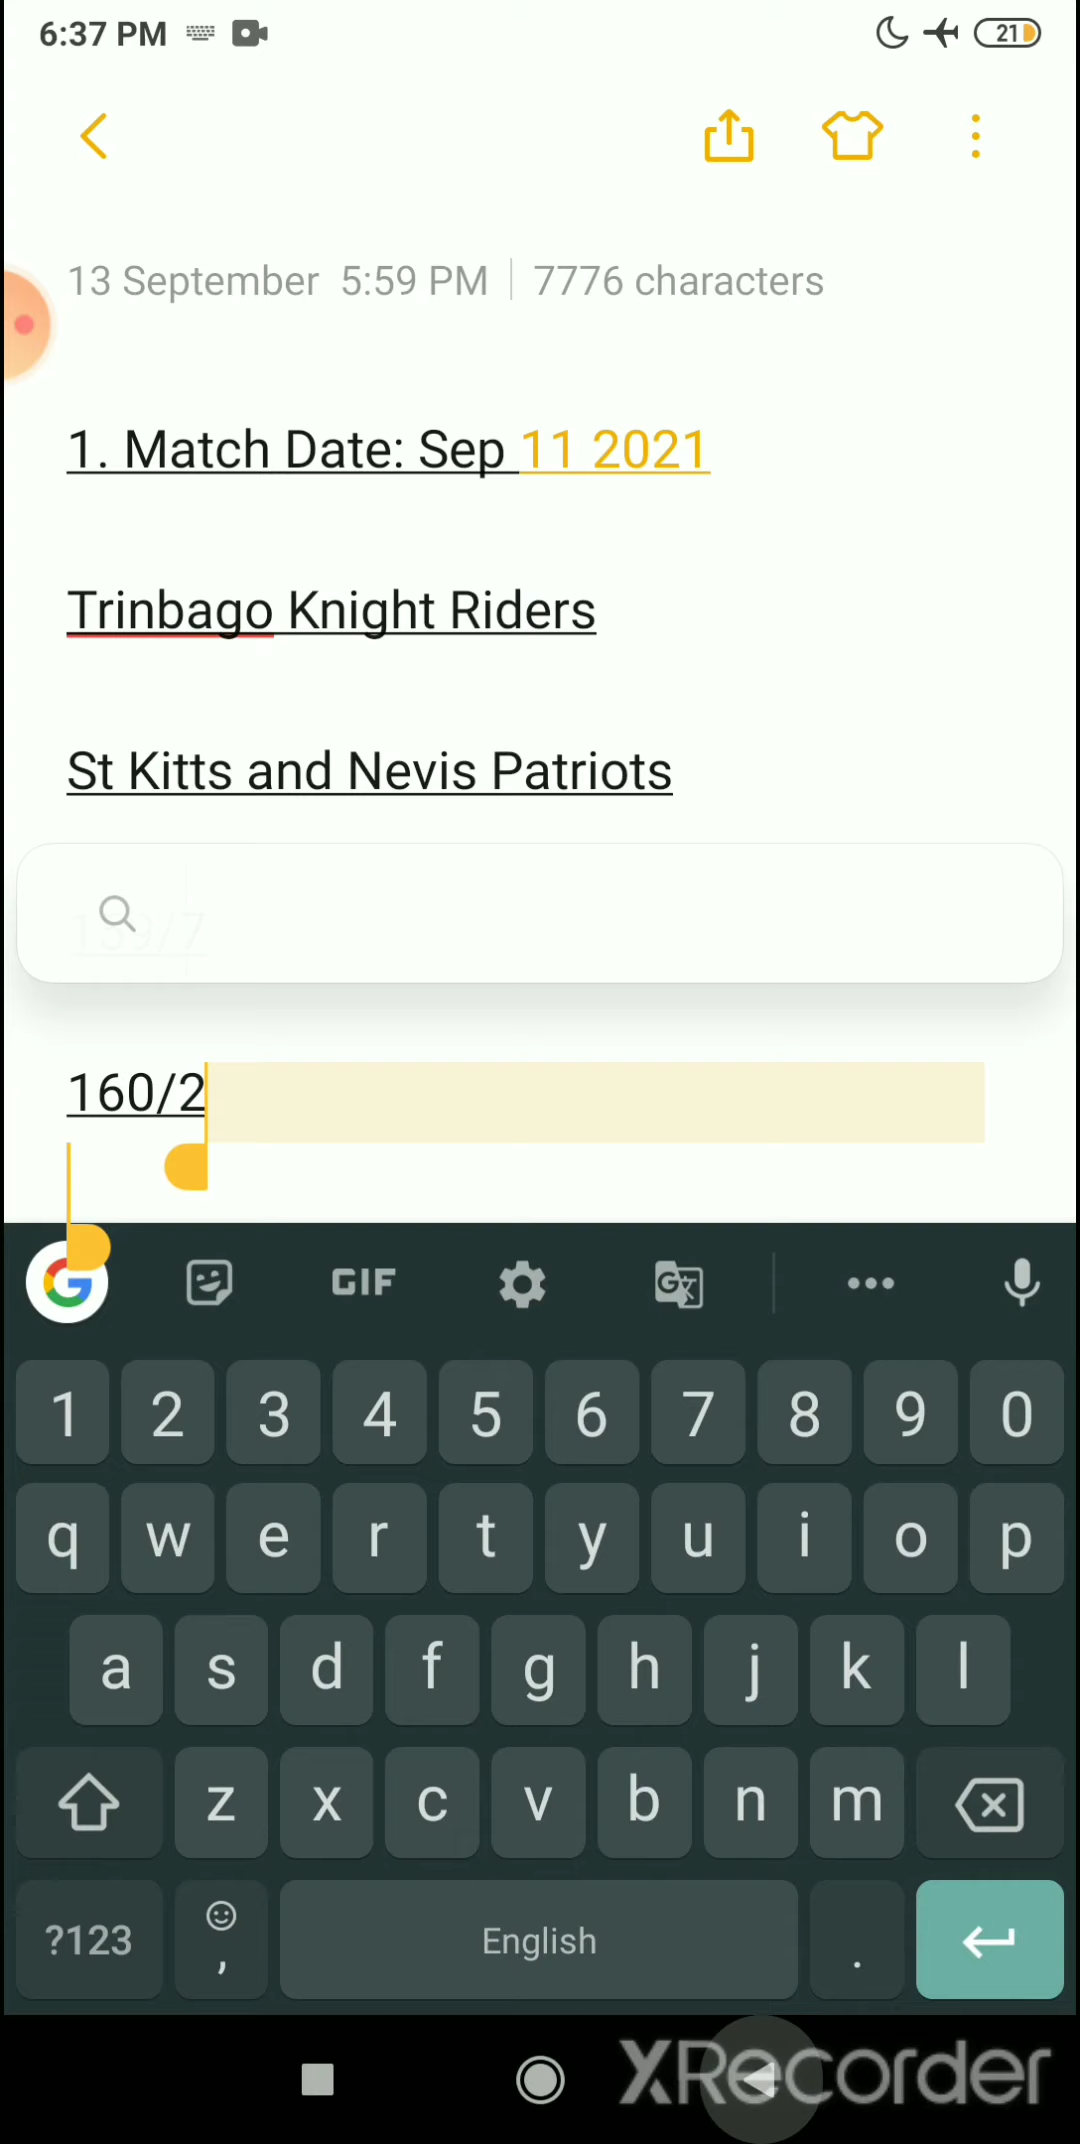 6:37 PM
21
13 September 5:59 PM | 7776 characters
1. Match Date: Sep 11 2021
Trinbago Knight Riders
St Kitts and Nevis Patriots
159/7
160/2
G GIF G
1 2 3 4 5 6 7 8 9 0
q w e r t y u i o p
a s d f g h j k l
z x c v b n m
?123 , English .
XRecorder